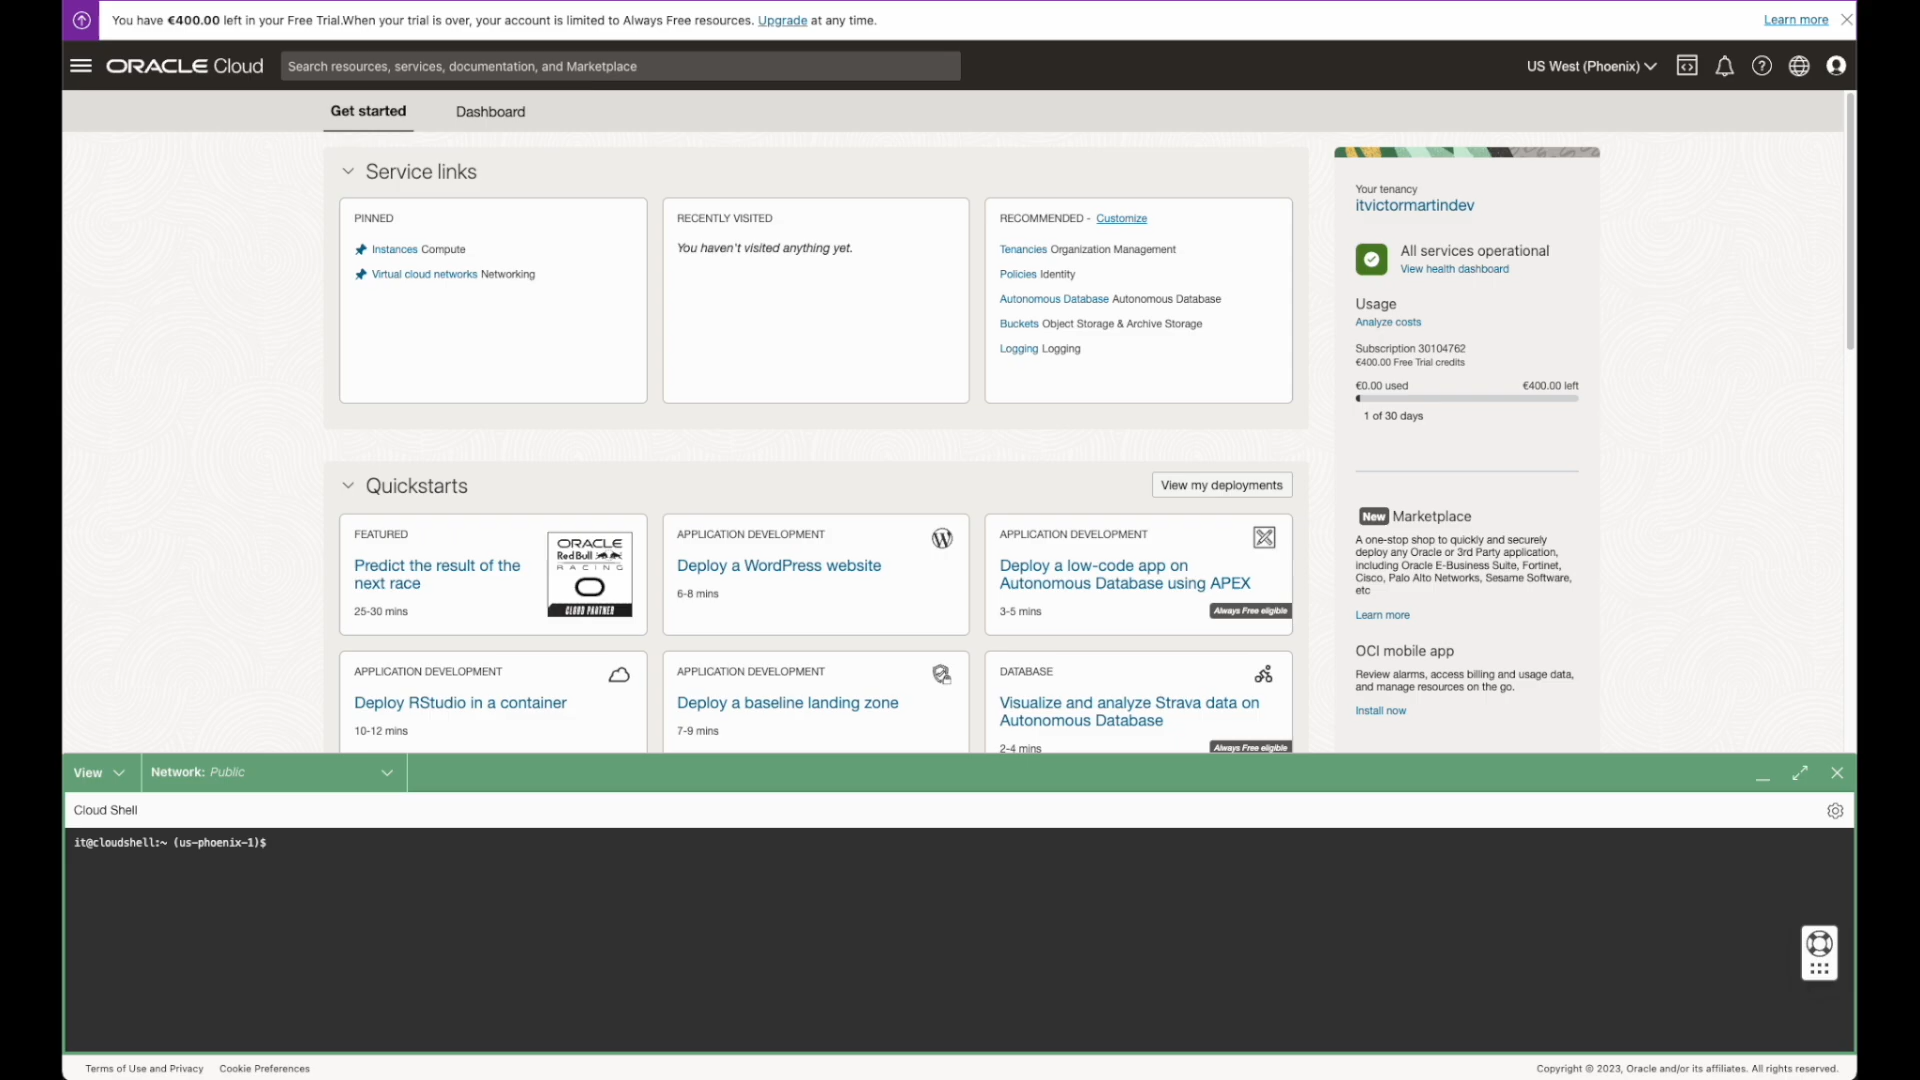 You have €400.00 left in your Free Trial.When your trial is over, your account is limited to Always Free resources. Upgrade at any time.
Learn more
ORACLE Cloud
Search resources, services, documentation, and Marketplace
US West (Phoenix)
Get started
Dashboard
Service links
PINNED
Instances Compute
Virtual cloud networks Networking
RECENTLY VISITED
You haven't visited anything yet.
RECOMMENDED - Customize
Tenancies Organization Management
Policies Identity
Autonomous Database Autonomous Database
Buckets Object Storage & Archive Storage
Logging Logging
Quickstarts
View my deployments
FEATURED
Predict the result of the
next race
25-30 mins
ORACLE
Red Bull
RACING
CLOUD PARTNER
APPLICATION DEVELOPMENT
Deploy a WordPress website
6-8 mins
APPLICATION DEVELOPMENT
Deploy a low-code app on
Autonomous Database using APEX
3-5 mins
Always Free eligible
APPLICATION DEVELOPMENT
Deploy RStudio in a container
10-12 mins
APPLICATION DEVELOPMENT
Deploy a baseline landing zone
7-9 mins
DATABASE
Visualize and analyze Strava data on
Autonomous Database
2-4 mins
Always Free eligible
Your tenancy
itvictormartindev
All services operational
View health dashboard
Usage
Analyze costs
Subscription 30104762
€400.00 Free Trial credits
€0.00 used
€400.00 left
1 of 30 days
New Marketplace
A one-stop shop to quickly and securely
deploy any Oracle or 3rd Party application,
including Oracle E-Business Suite, Fortinet,
Cisco, Palo Alto Networks, Sesame Software,
etc
Learn more
OCI mobile app
Review alarms, access billing and usage data,
and manage resources on the go.
Install now
View
Network: Public
Cloud Shell
it@cloudshell:~ (us-phoenix-1)$
Terms of Use and Privacy
Cookie Preferences
Copyright © 2023, Oracle and/or its affiliates. All rights reserved.